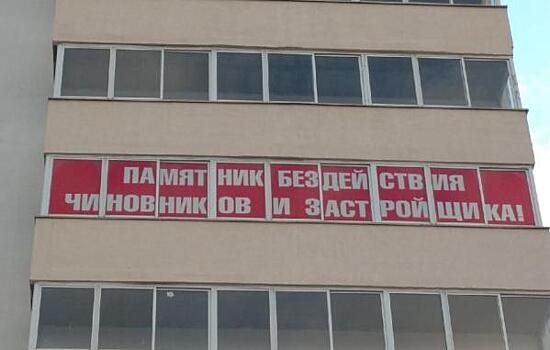 ПАМЯТНИК БЕЗДЕЙСТВИЯ
ЧИНОВНИКОВ И ЗАСТРОЙЩИКА!